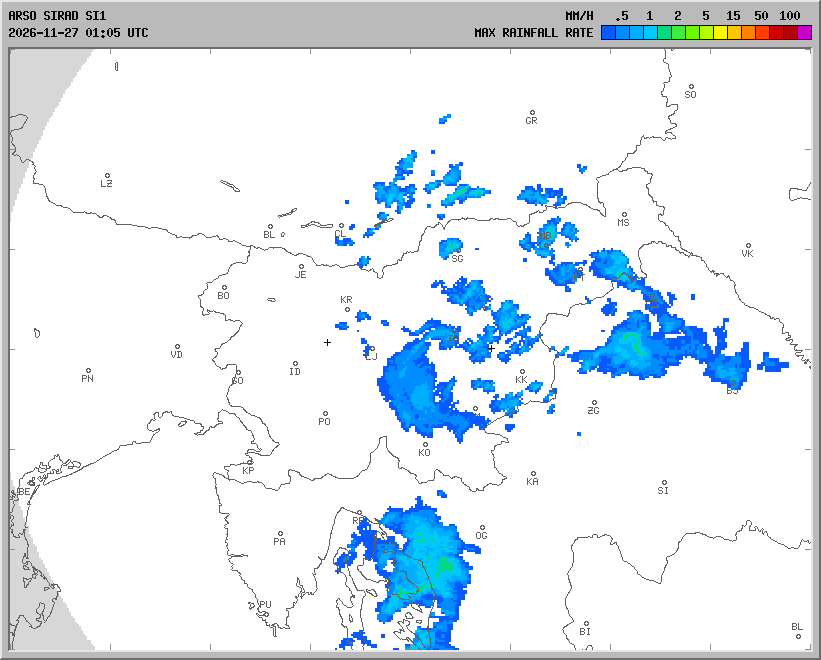 ARSO SIRAD SI1
2026-11-27 01:05 UTC
MM/H .5 1 2 5 15 50 100
MAX RAINFALL RATE
SO
GR
LZ
MS
BL
CL
MB
VK
SG
JE
BO
KR
VD
LJ
ID
GO
PN
KK
BJ
ZG
PO
KO
KP
KA
SI
BE
RI
OG
PA
PU
BI
BL